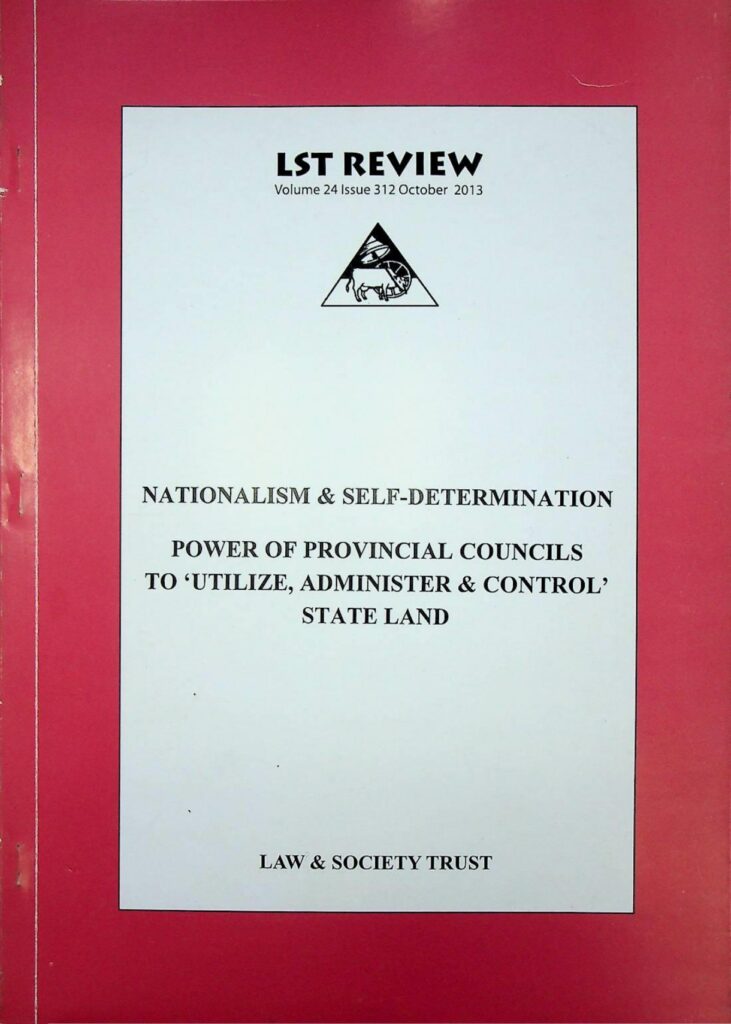 LST REVIEW
Volume 24 Issue 312 October 2013
NATIONALISM & SELF-DETERMINATION
POWER OF PROVINCIAL COUNCILS
TO ‘UTILIZE, ADMINISTER & CONTROL’
STATE LAND
LAW & SOCIETY TRUST